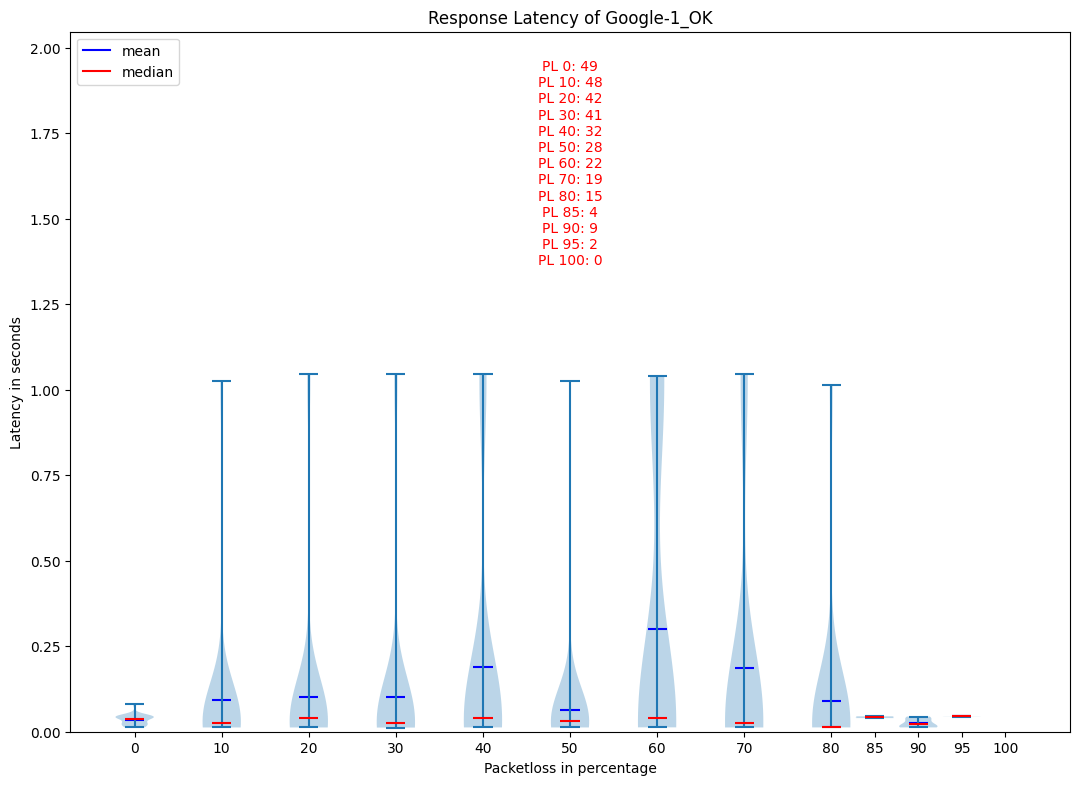 Response Latency of Google-1_OK
mean
median
PL 0: 49
PL 10: 48
PL 20: 42
PL 30: 41
PL 40: 32
PL 50: 28
PL 60: 22
PL 70: 19
PL 80: 15
PL 85: 4
PL 90: 9
PL 95: 2
PL 100: 0
Latency in seconds
2.00
1.75
1.50
1.25
1.00
0.75
0.50
0.25
0.00
0 10 20 30 40 50 60 70 80 85 90 95 100
Packetloss in percentage